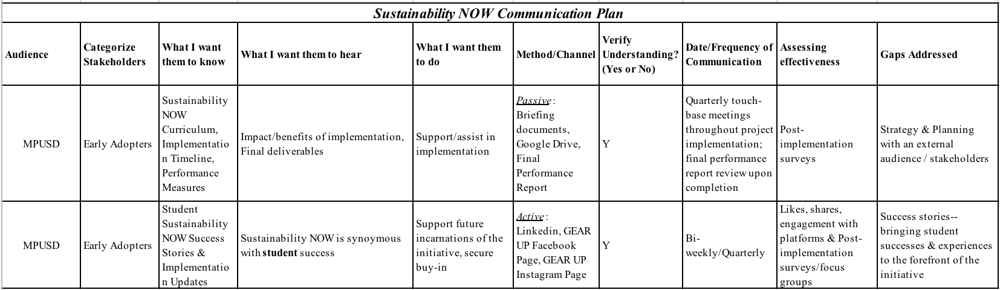 Sustainability NOW Communication Plan
Audience
Categorize
Stakeholders
What I want
them to know
What I want them to hear
What I want them
to do
Method/Channel
Verify
Understanding?
(Yes or No)
Date/Frequency of
Communication
Assessing
effectiveness
Gaps Addressed
MPUSD
Early Adopters
Sustainability
NOW
Curriculum,
Implementatio
n Timeline,
Performance
Measures
Impact/benefits of implementation,
Final deliverables
Support/assist in
implementation
Passive:
Briefing
documents,
Google Drive,
Final
Performance
Report
Y
Quarterly touch-
base meetings
throughout project
implementation;
final performance
report review upon
completion
Post-
implementation
surveys
Strategy & Planning
with an external
audience / stakeholders
MPUSD
Early Adopters
Student
Sustainability
NOW Success
Stories &
Implementatio
n Updates
Sustainability NOW is synoymous
with student success
Support future
incarnations of the
initiative, secure
buy-in
Active:
Linkedin, GEAR
UP Facebook
Page, GEAR UP
Instagram Page
Y
Bi-
weekly/Quarterly
Likes, shares,
engagement with
platforms & Post-
implementation
surveys/focus
groups
Success stories--
bringing student
successes & experiences
to the forefront of the
initiative